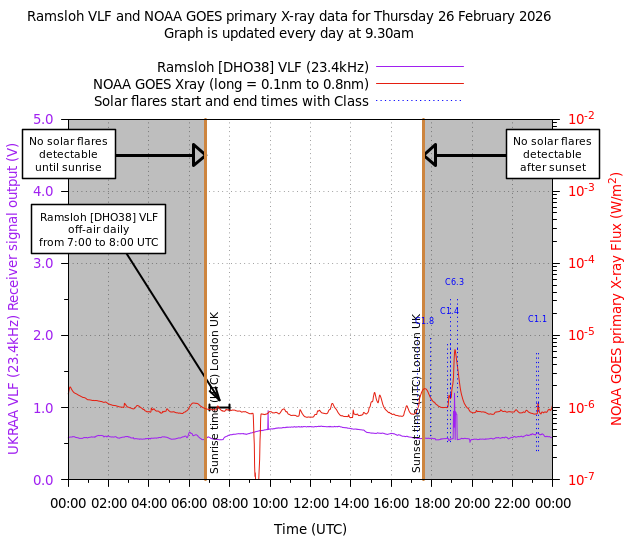 Ramsloh VLF and NOAA GOES primary X-ray data for Thursday 26 February 2026
Graph is updated every day at 9.30am
Ramsloh [DHO38] VLF (23.4kHz)
NOAA GOES Xray (long = 0.1nm to 0.8nm)
Solar flares start and end times with Class
5.0
4.0
3.0
2.0
1.0
0.0
UKRAA VLF (23.4kHz) Receiver signal output (V)
No solar flares
detectable
until sunrise
Ramsloh [DHO38] VLF
off-air daily
from 7:00 to 8:00 UTC
Sunrise time (UTC) London UK
Sunset time (UTC) London UK
No solar flares
detectable
after sunset
C1.8
C1.4
C6.3
C1.1
10^-2
10^-3
10^-4
10^-5
10^-6
10^-7
NOAA GOES primary X-ray Flux (W/m²)
00:00 02:00 04:00 06:00 08:00 10:00 12:00 14:00 16:00 18:00 20:00 22:00 00:00
Time (UTC)